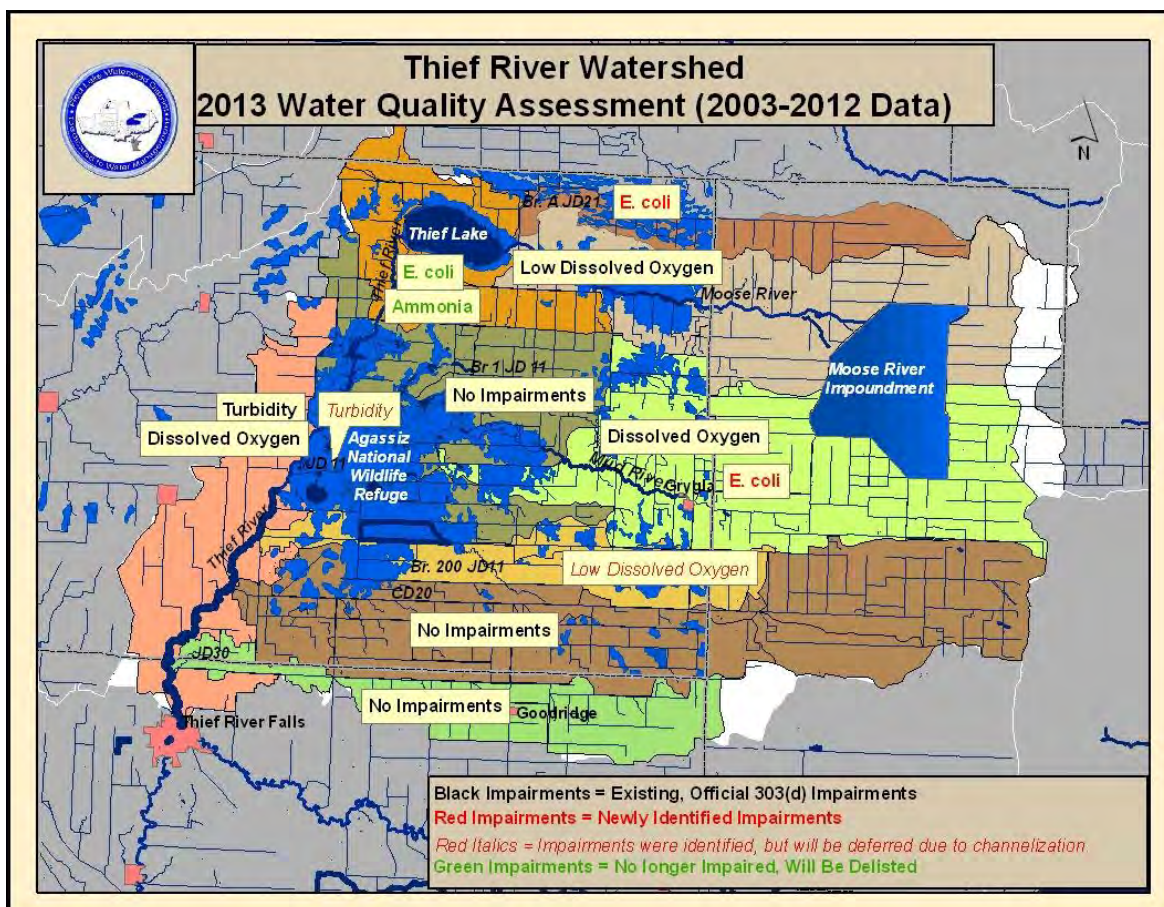 Thief River Watershed
2013 Water Quality Assessment (2003-2012 Data)
N
Br. A JD21
E. coli
Thief Lake
Thief River
E. coli
Low Dissolved Oxygen
Ammonia
Moose River
Br 1 JD 11
Moose River
Impoundment
No Impairments
Turbidity
Turbidity
Dissolved Oxygen
Agassiz
National
Wildlife
Refuge
Dissolved Oxygen
JD 11
Mud River
Grygla
E. coli
Thief River
Br. 200 JD11
Low Dissolved Oxygen
CD20
No Impairments
JD30
No Impairments
Goodridge
Thief River Falls
Black Impairments = Existing, Official 303(d) Impairments
Red Impairments = Newly Identified Impairments
Red Italics = Impairments were identified, but will be deferred due to channelization
Green Impairments = No longer Impaired, Will Be Delisted